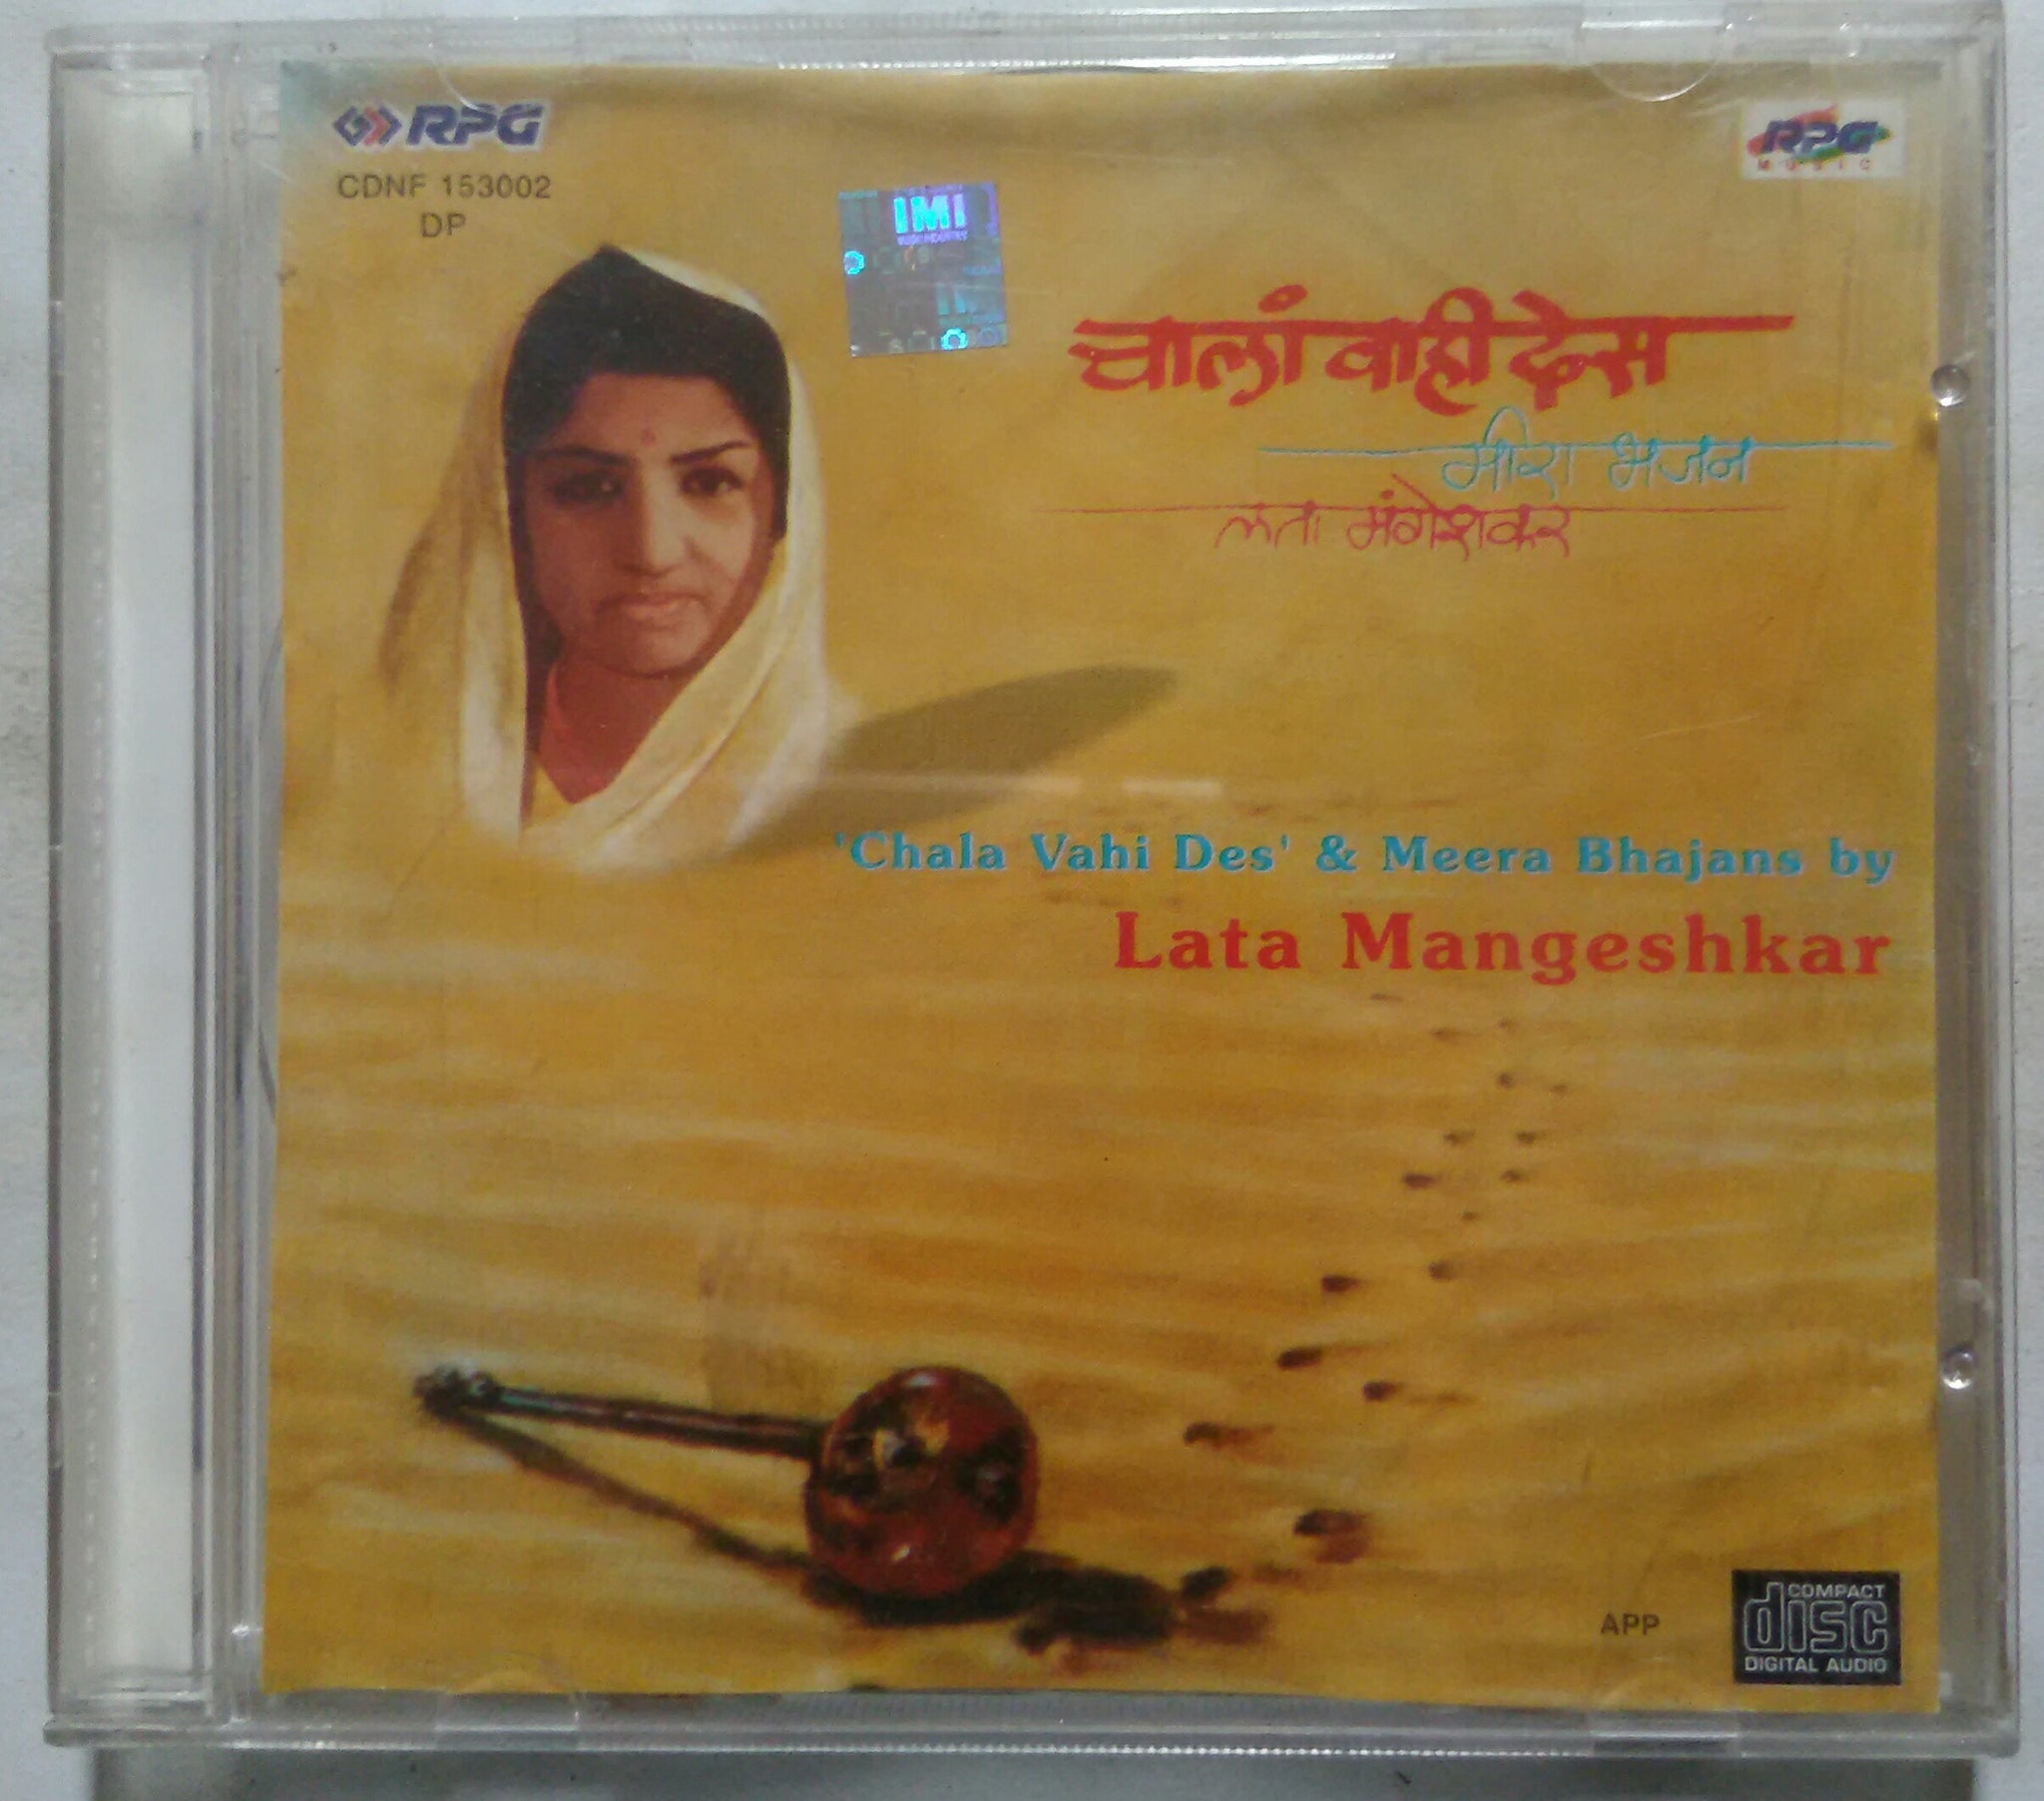 RPG
CDNF 153002
DP
RPG
MUSIC
IMI
चालां वाही देस
मीरा भजन
लता मंगेशकर
'Chala Vahi Des' & Meera Bhajans by
Lata Mangeshkar
APP
COMPACT
disc
DIGITAL AUDIO